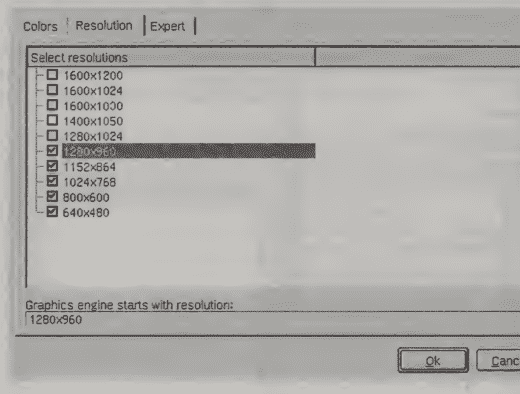 Colors Resolution Expert
Select resolutions
1600x1200
1600x1024
1600x1000
1400x1050
1280x1024
1280x960
1152x864
1024x768
800x600
640x480
Graphics engine starts with resolution:
1280x960
Ok Canc